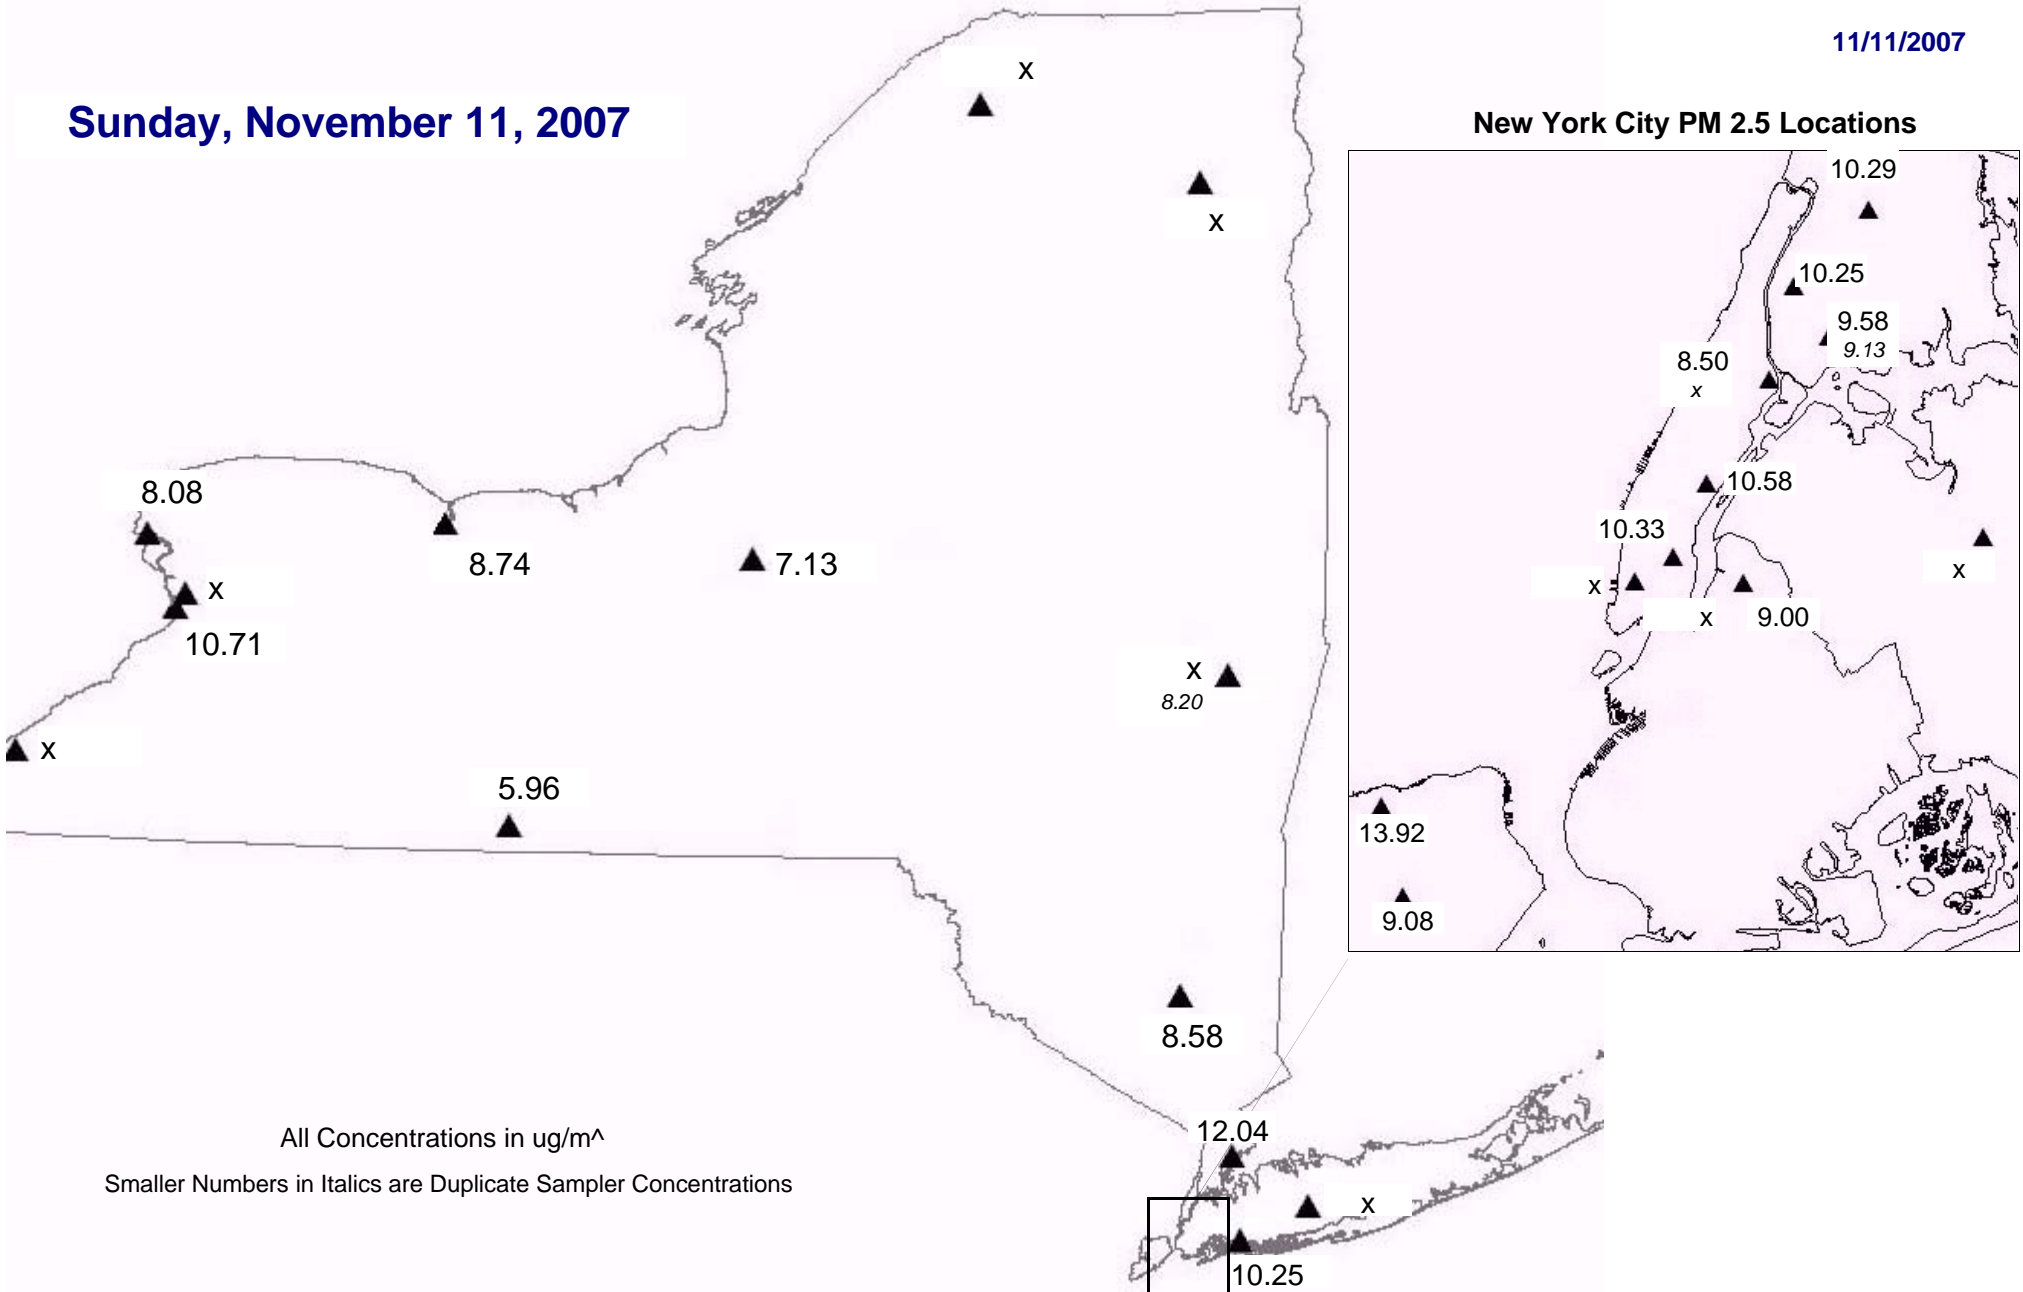 11/11/2007
Sunday, November 11, 2007
New York City PM 2.5 Locations
x
x
8.08
8.74
7.13
x
10.71
x
8.20
x
5.96
8.58
12.04
x
10.25
10.29
10.25
9.58
9.13
8.50
x
10.58
10.33
x
x
x
9.00
13.92
9.08
All Concentrations in ug/m^
Smaller Numbers in Italics are Duplicate Sampler Concentrations